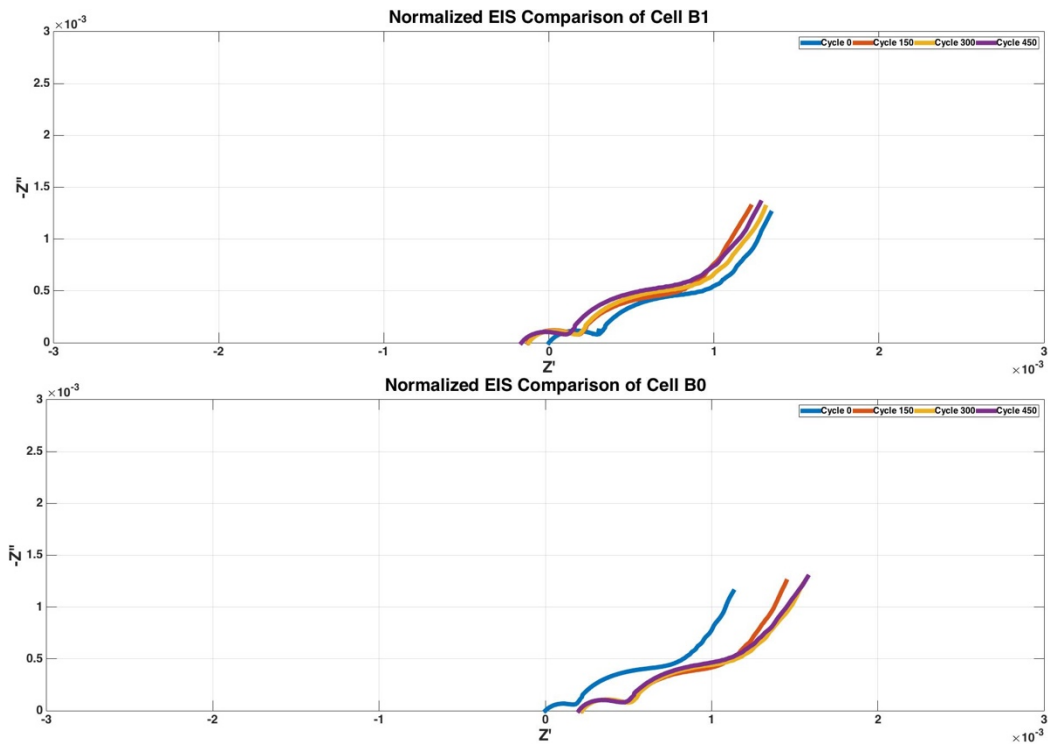 Normalized EIS Comparison of Cell B1
×10⁻³
Cycle 0 Cycle 150 Cycle 300 Cycle 450
3
2.5
2
1.5
1
0.5
0
-Z"
-3 -2 -1 0 1 2 3
Z'
×10⁻³
Normalized EIS Comparison of Cell B0
×10⁻³
Cycle 0 Cycle 150 Cycle 300 Cycle 450
3
2.5
2
1.5
1
0.5
0
-Z"
-3 -2 -1 0 1 2 3
Z'
×10⁻³